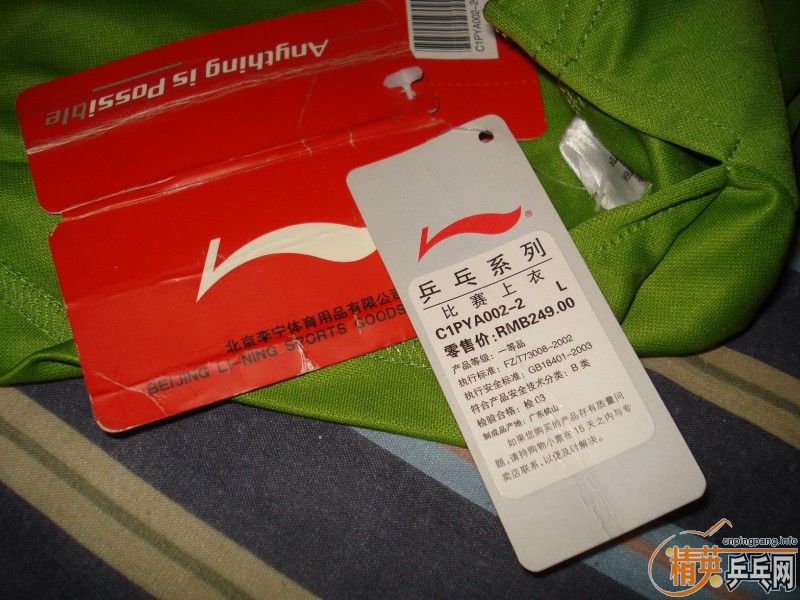 Anything is Possible
C1PYA002-2
北京李宁体育用品有限公司
BEIJING LI-NING SPORTS GOODS
®
乒乓系列
比赛上衣
C1PYA002-2 L
零售价:RMB249.00
产品等级: 一等品
执行标准: FZ/T73008-2002
执行安全标准: GB18401-2003
符合产品安全技术分类: B 类
检验合格: 检 03
制成品产地: 广东佛山
如果您购买的产品存有质量问
题,请持购物小票在 15 天之内与专
卖店联系,以便及时解决。
cnpingpang.info
精英乒乓网